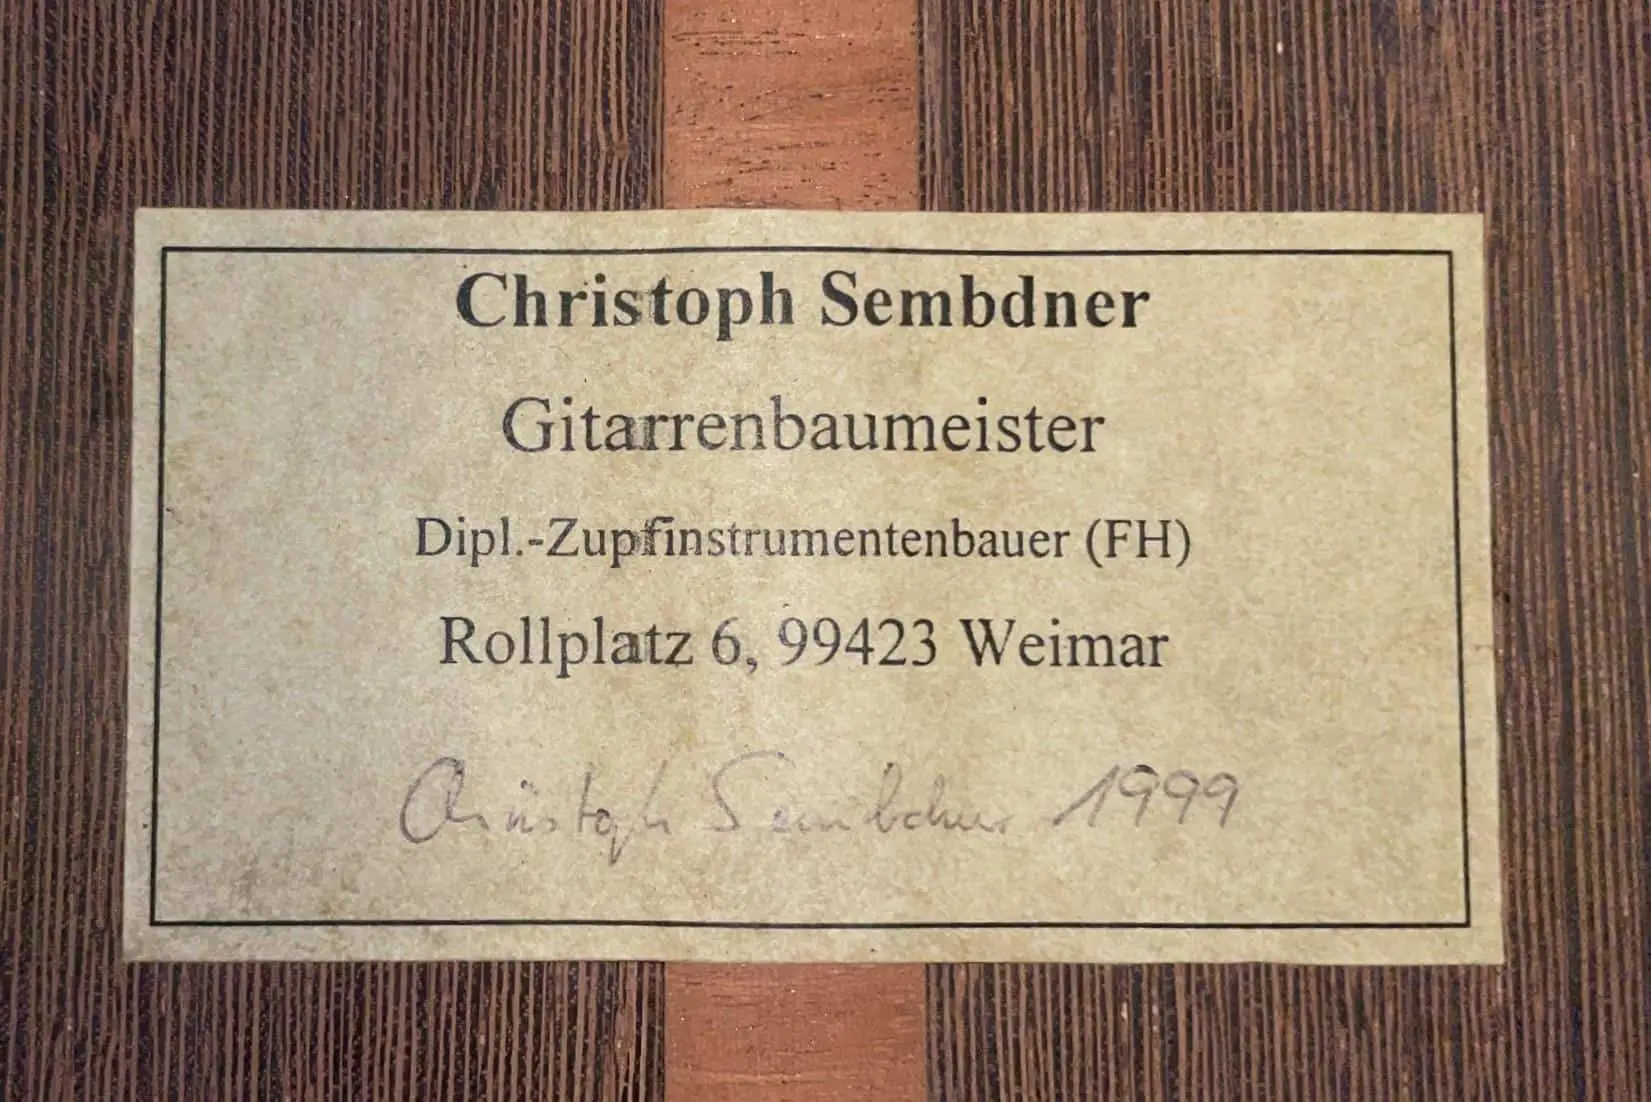 Christoph Sembdner
Gitarrenbaumeister
Dipl.-Zupfinstrumentenbauer (FH)
Rollplatz 6, 99423 Weimar
Christoph Sembdner 1999